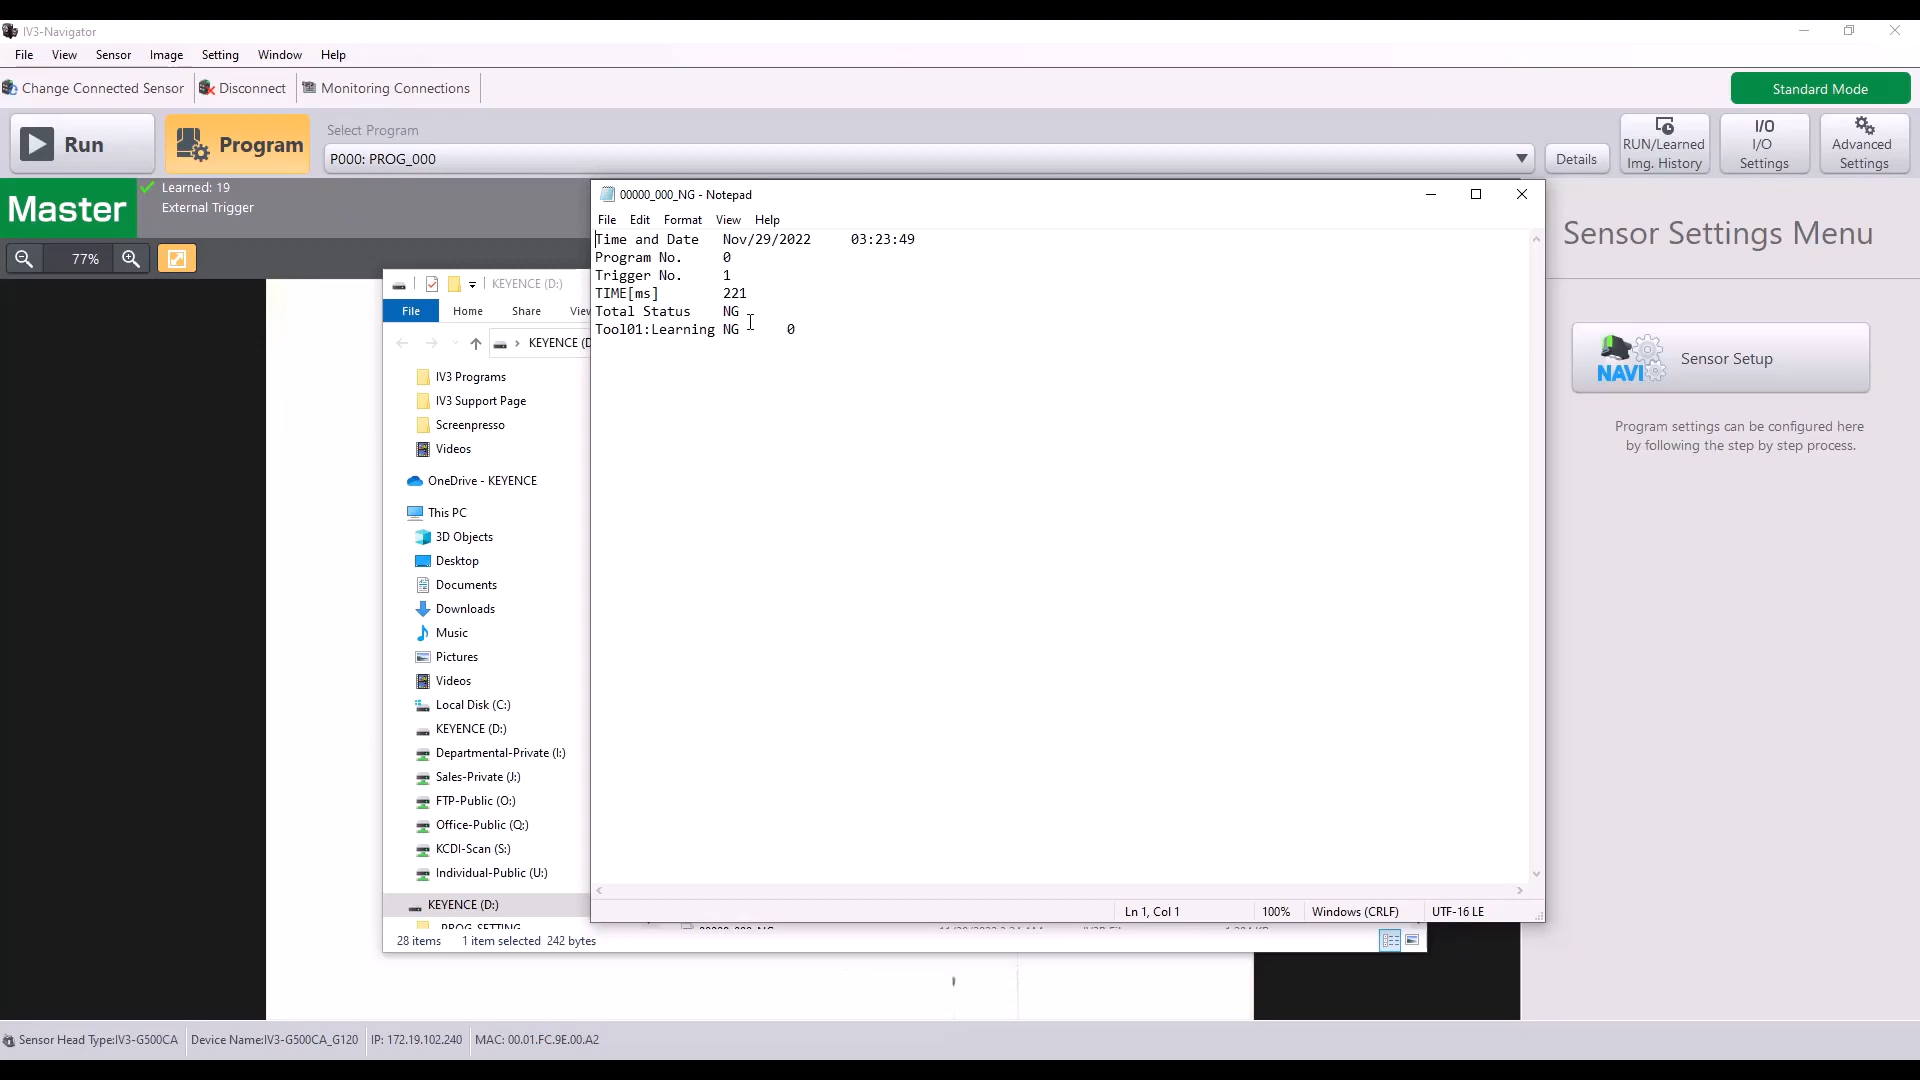 IV3-Navigator
File View Sensor Image Setting Window Help
Change Connected Sensor Disconnect Monitoring Connections
Standard Mode
Run
Program
Select Program
P000: PROG_000
Details
RUN/Learned
Img. History
I/O
I/O
Settings
Advanced
Settings
Master
Learned: 19
External Trigger
77%
00000_000_NG - Notepad
File Edit Format View Help
Time and Date Nov/29/2022 03:23:49
Program No. 0
Trigger No. 1
TIME[ms] 221
Total Status NG
Tool01:Learning NG 0
Ln 1, Col 1 100% Windows (CRLF) UTF-16 LE
KEYENCE (D:)
File Home Share
KEYENCE (D
IV3 Programs
IV3 Support Page
Screenpresso
Videos
OneDrive - KEYENCE
This PC
3D Objects
Desktop
Documents
Downloads
Music
Pictures
Videos
Local Disk (C:)
KEYENCE (D:)
Departmental-Private (I:)
Sales-Private (J:)
FTP-Public (O:)
Office-Public (Q:)
KCDI-Scan (S:)
Individual-Public (U:)
KEYENCE (D:)
PROG_SETTING
28 items 1 item selected 242 bytes
Sensor Settings Menu
NAVI
Sensor Setup
Program settings can be configured here
by following the step by step process.
Sensor Head Type:IV3-G500CA Device Name:IV3-G500CA_G120 IP: 172.19.102.240 MAC: 00.01.FC.9E.00.A2